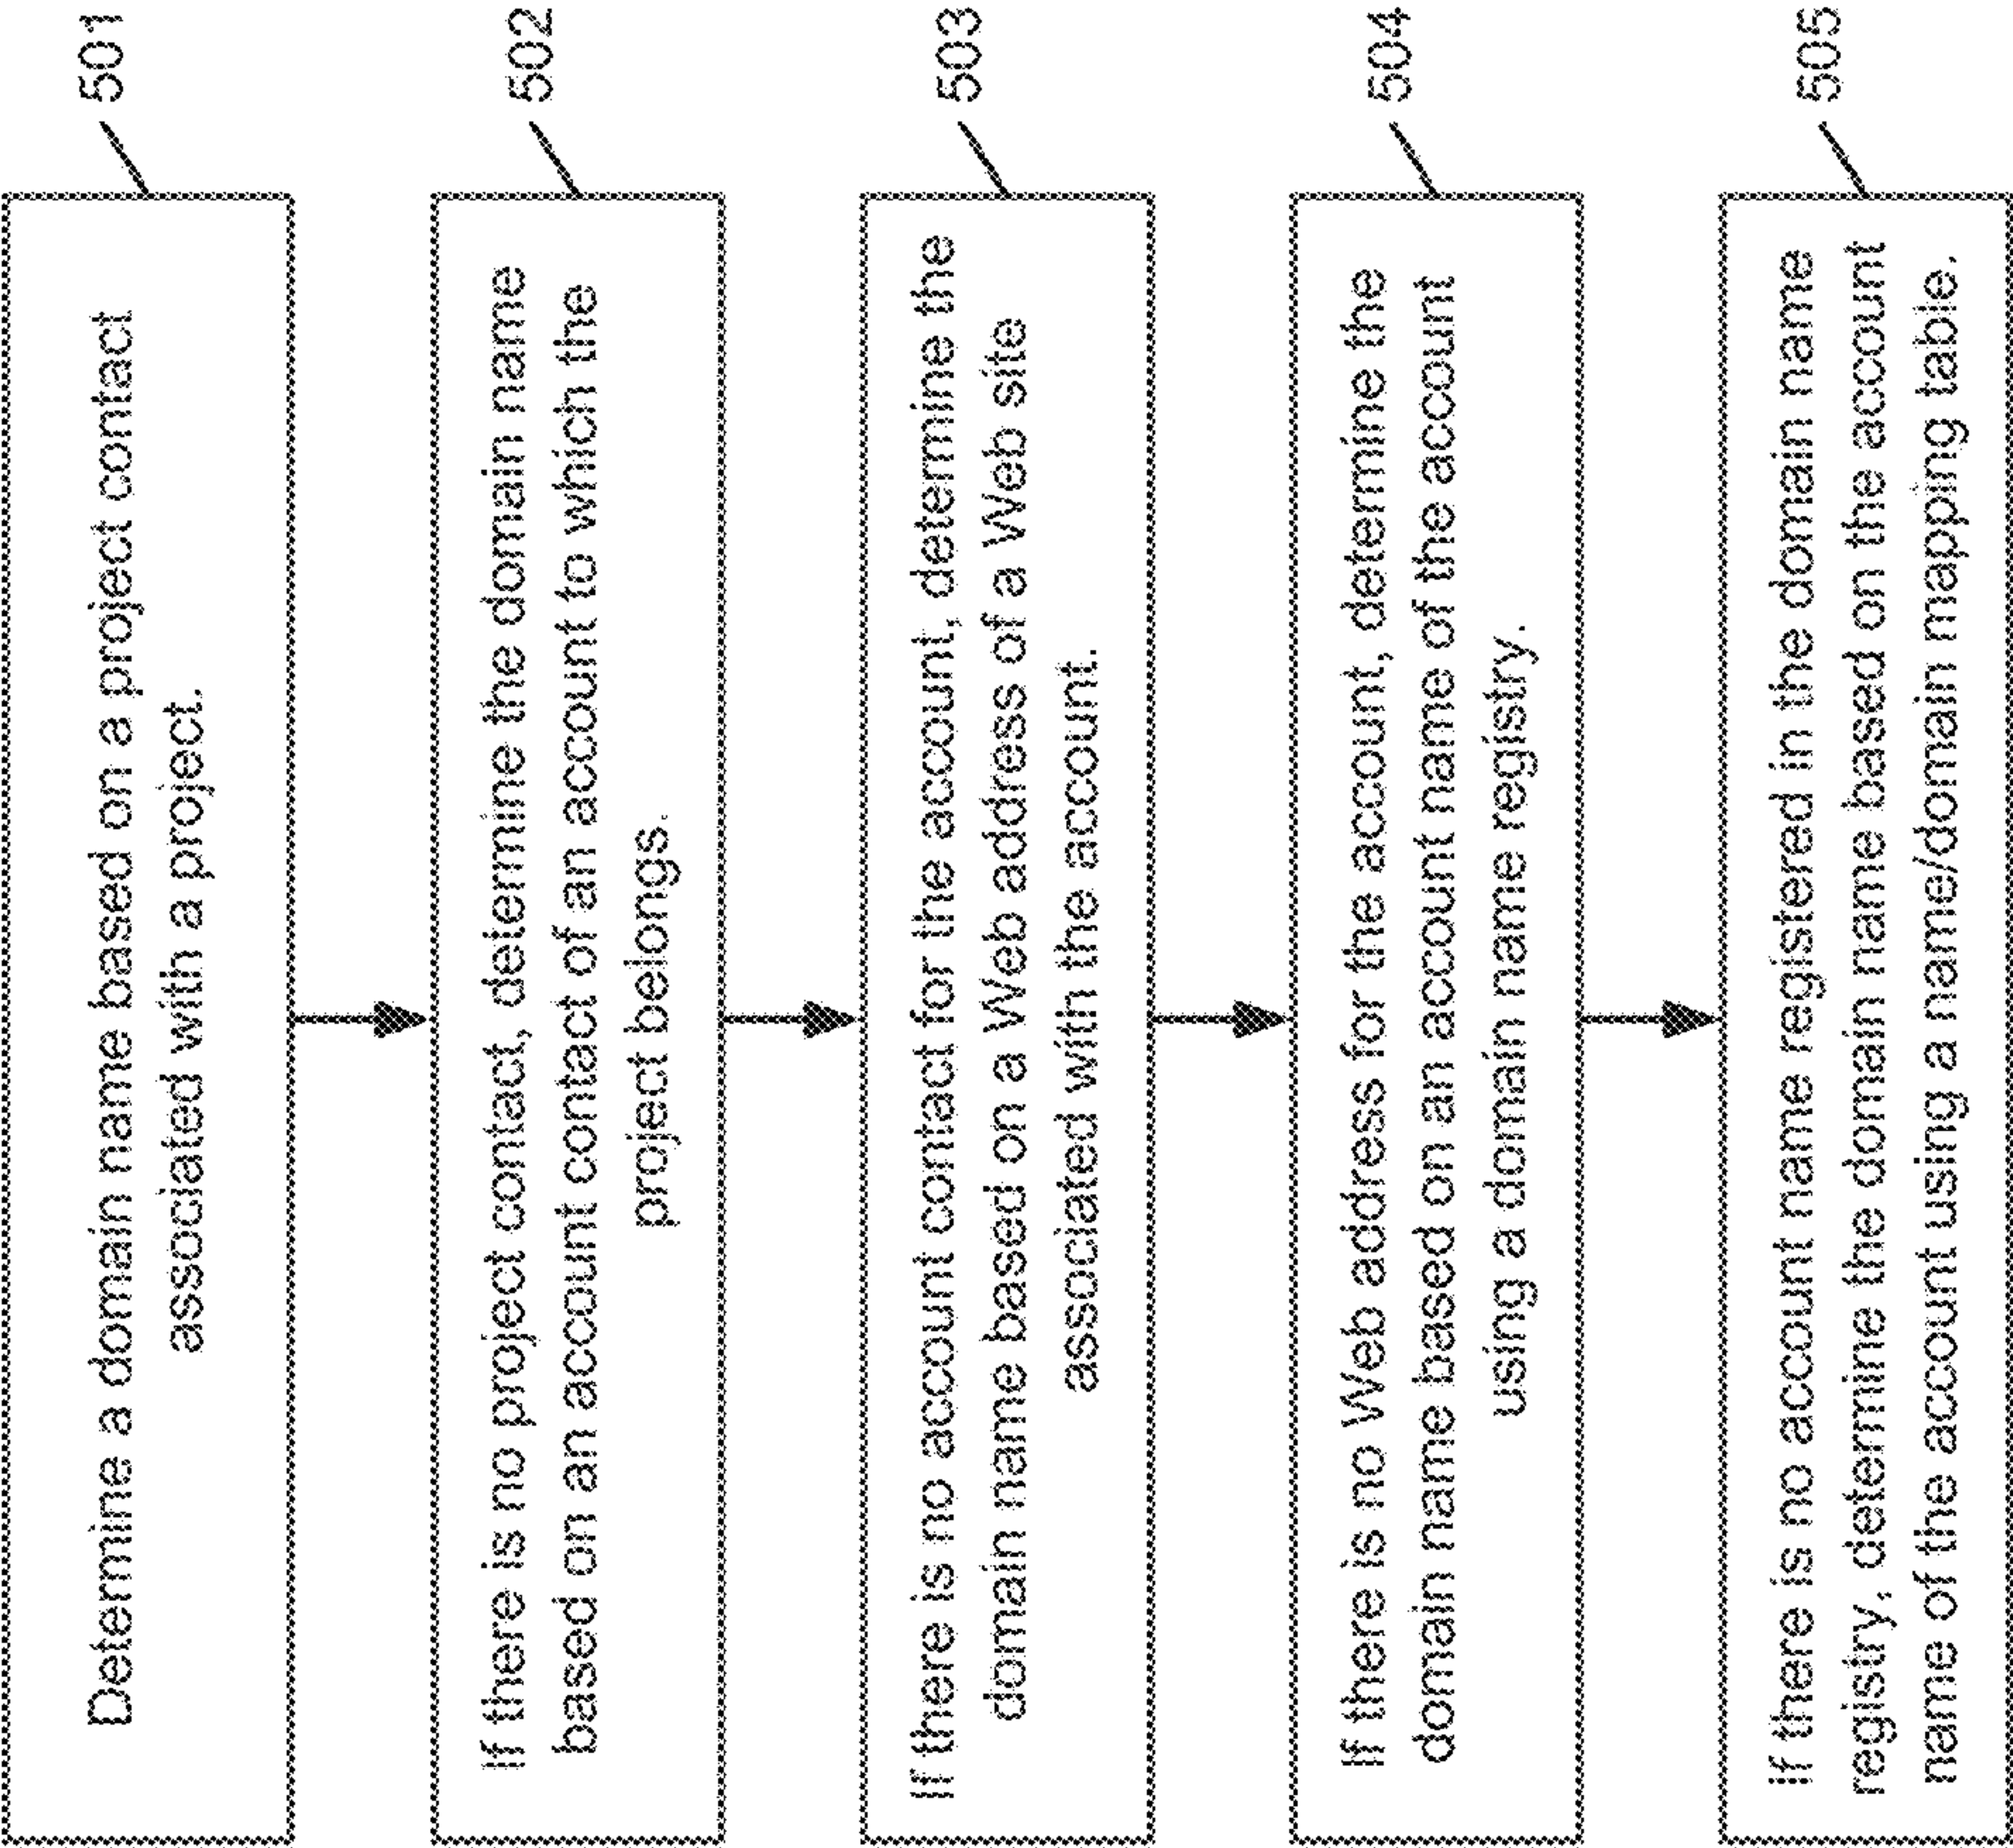 Determine a domain name based on a project contact
associated with a project.
501
If there is no project contact, determine the domain name
based on an account contact of an account to which the
project belongs.
502
If there is no account contact for the account, determine the
domain name based on a Web address of a Web site
associated with the account.
503
If there is no Web address for the account, determine the
domain name based on an account name of the account
using a domain name registry.
504
If there is no account name registered in the domain name
registry, determine the domain name based on the account
name of the account using a name/domain mapping table.
505